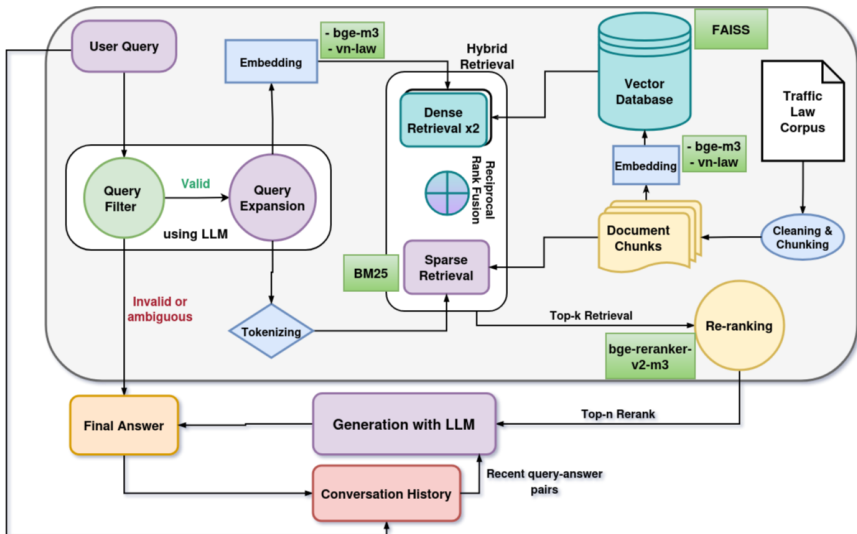 User Query
- bge-m3
- vn-law
Embedding
Hybrid
Retrieval
FAISS
Vector
Database
Traffic
Law
Corpus
Dense
Retrieval x2
Embedding
- bge-m3
- vn-law
Query
Filter
Valid
Query
Expansion
using LLM
Reciprocal
Rank Fusion
Document
Chunks
Cleaning &
Chunking
BM25
Sparse
Retrieval
Invalid or
ambiguous
Tokenizing
Top-k Retrieval
Re-ranking
bge-reranker-
v2-m3
Final Answer
Generation with LLM
Top-n Rerank
Conversation History
Recent query-answer
pairs